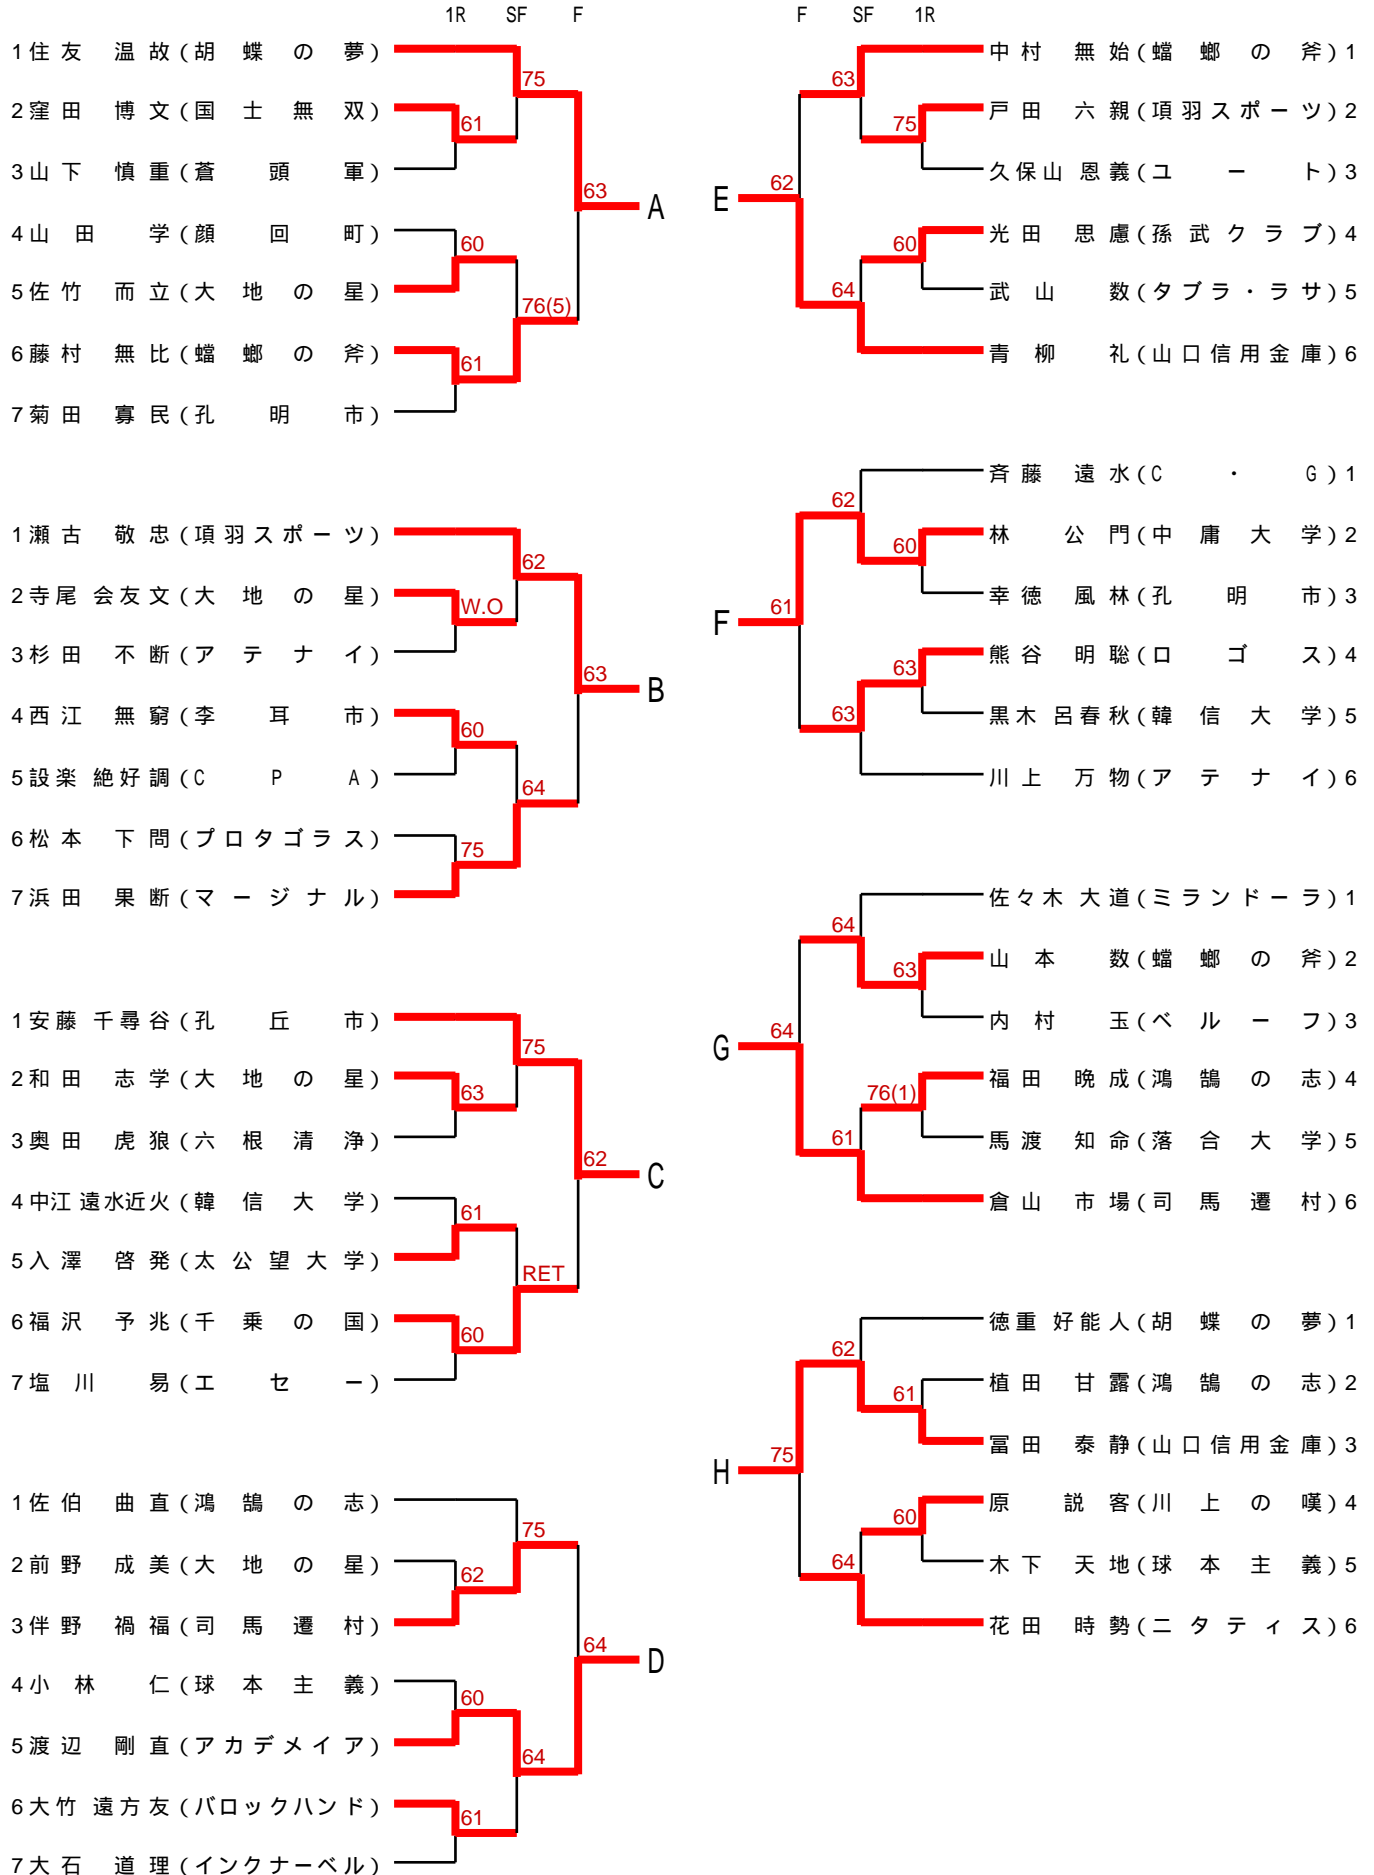 1R SF F
1 住友 温故 (胡蝶の夢)
75
2 窪田 博文 (国士無双)
61
3 山下 慎重 (蒼頭軍)
63
A
4 山田 学 (顔回町)
60
5 佐竹 而立 (大地の星)
76(5)
6 藤村 無比 (蟷螂の斧)
61
7 菊田 寡民 (孔明市)
1 瀬古 敬忠 (項羽スポーツ)
62
2 寺尾 会友文 (大地の星)
W.O
3 杉田 不断 (アテナイ)
63
B
4 西江 無窮 (李耳市)
60
5 設楽 絶好調 (CPA)
64
6 松本 下問 (プロタゴラス)
75
7 浜田 果断 (マージナル)
1 安藤 千尋谷 (孔丘市)
75
2 和田 志学 (大地の星)
63
3 奥田 虎狼 (六根清浄)
62
C
4 中江 遠水近火 (韓信大学)
61
5 入澤 啓発 (太公望大学)
RET
6 福沢 予兆 (千乗の国)
60
7 塩川 易 (エセー)
1 佐伯 曲直 (鴻鵠の志)
75
2 前野 成美 (大地の星)
62
3 伴野 禍福 (司馬遷村)
64
D
4 小林 仁 (球本主義)
60
5 渡辺 剛直 (アカデメイア)
64
6 大竹 遠方友 (バロックハンド)
61
7 大石 道理 (インクナーベル)
F SF 1R
中村 無始 (蟷螂の斧) 1
63
戸田 六親 (項羽スポーツ) 2
75
久保山 恩義 (ユート) 3
62
E
光田 思慮 (孫武クラブ) 4
60
武山 数 (タブラ・ラサ) 5
64
青柳 礼 (山口信用金庫) 6
斉藤 遠水 (C・G) 1
62
林 公門 (中庸大学) 2
60
幸徳 風林 (孔明市) 3
61
F
熊谷 明聡 (ロゴス) 4
63
黒木 呂春秋 (韓信大学) 5
63
川上 万物 (アテナイ) 6
佐々木 大道 (ミランドーラ) 1
64
山本 数 (蟷螂の斧) 2
63
内村 玉 (ベルーフ) 3
64
G
福田 晩成 (鴻鵠の志) 4
76(1)
馬渡 知命 (落合大学) 5
61
倉山 市場 (司馬遷村) 6
徳重 好能人 (胡蝶の夢) 1
62
植田 甘露 (鴻鵠の志) 2
61
冨田 泰静 (山口信用金庫) 3
75
H
原 説客 (川上の嘆) 4
60
木下 天地 (球本主義) 5
64
花田 時勢 (ニタティス) 6